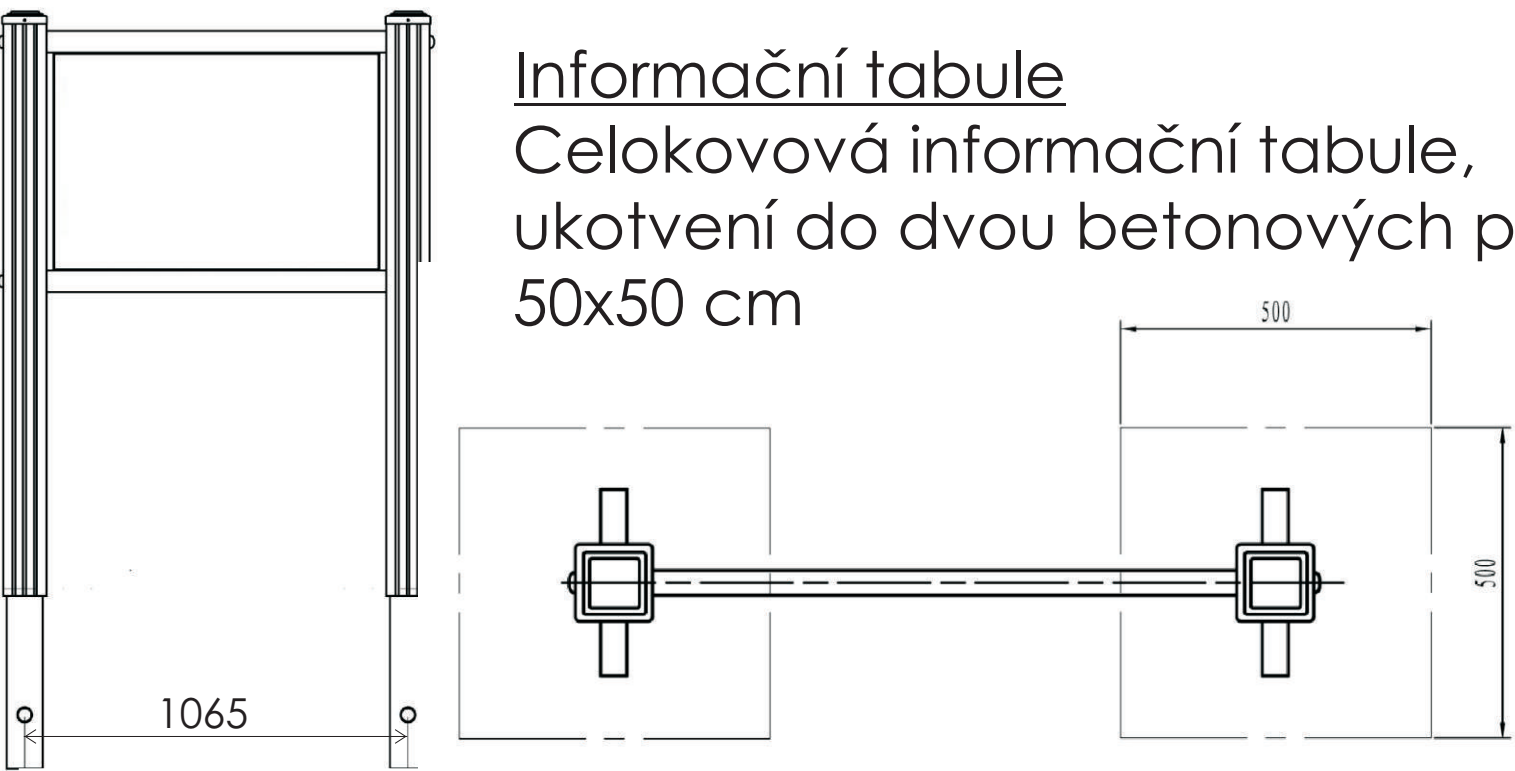 Informační tabule
Celokovová informační tabule,
ukotvení do dvou betonových p
50x50 cm
500
500
1065